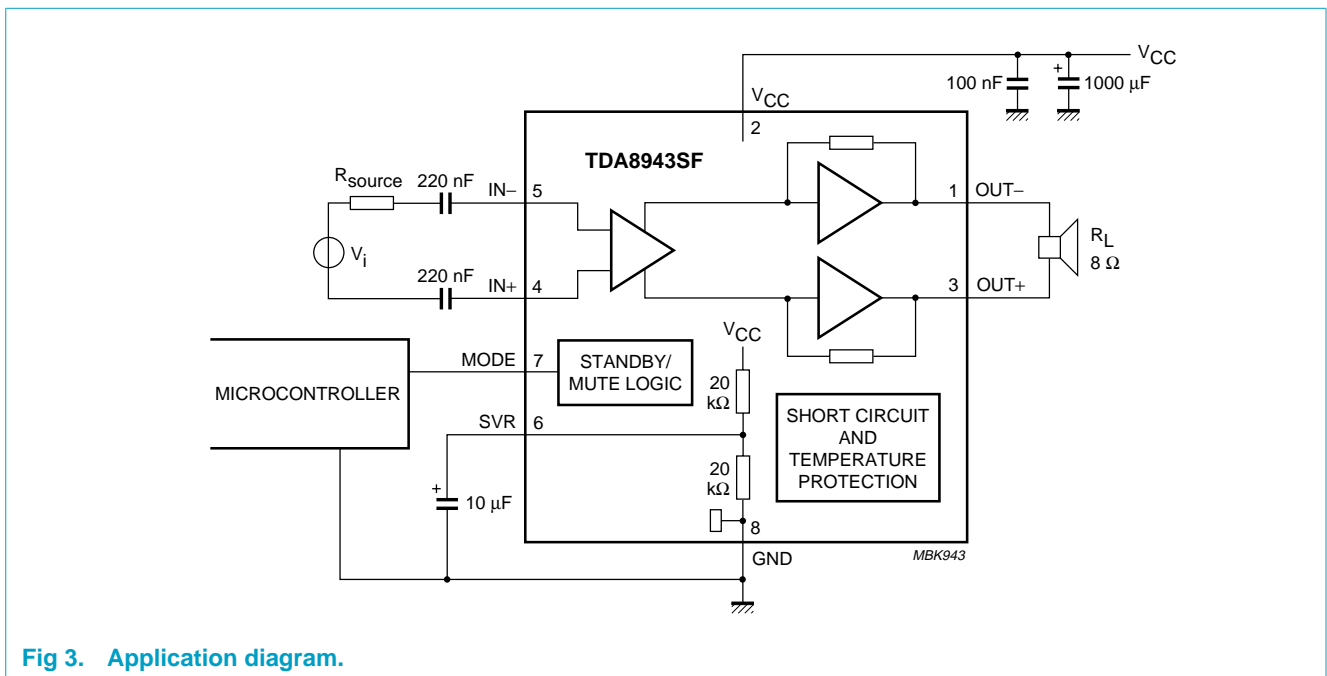 VCC
100 nF
+
1000 μF
VCC
2
TDA8943SF
Rsource
220 nF
IN−
5
1
OUT−
Vi
RL
8 Ω
220 nF
IN+
4
3
OUT+
VCC
MODE
7
STANDBY/
MUTE LOGIC
MICROCONTROLLER
20
kΩ
SHORT CIRCUIT
AND
TEMPERATURE
PROTECTION
SVR
6
20
kΩ
+
10 μF
8
GND
MBK943
Fig 3. Application diagram.